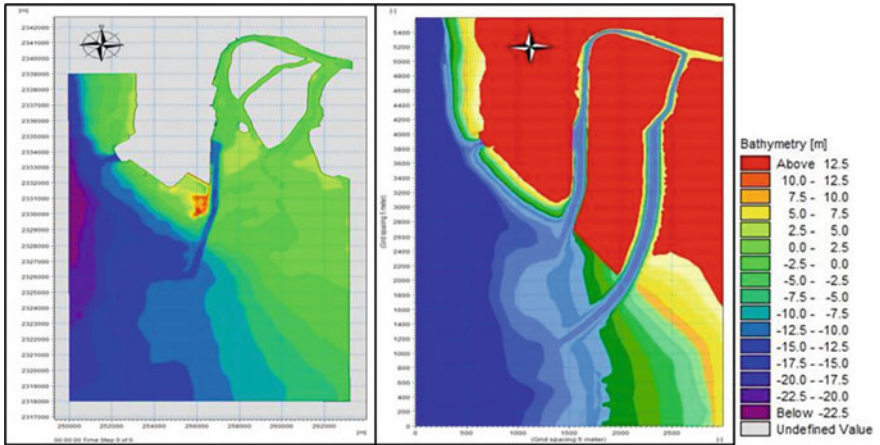 [m]
[m]
2342000
2341000
2340000
2339000
2338000
2337000
2336000
2335000
2334000
2333000
2332000
2331000
2330000
2329000
2328000
2327000
2326000
2325000
2324000
2323000
2322000
2321000
2320000
2319000
2318000
2317000
250000 252000 254000 256000 258000 260000 262000
00:00:00 Time Step 0 of 0
[-]
5400
5200
5000
4800
4600
4400
4200
4000
3800
3600
3400
3200
3000
2800
2600
2400
2200
2000
1800
1600
1400
1200
1000
800
600
400
200
0
(Grid spacing 5 meter)
0 500 1000 1500 2000 2500
(Grid spacing 5 meter) [-]
Bathymetry [m]
Above 12.5
10.0 - 12.5
7.5 - 10.0
5.0 - 7.5
2.5 - 5.0
0.0 - 2.5
-2.5 - 0.0
-5.0 - -2.5
-7.5 - -5.0
-10.0 - -7.5
-12.5 - -10.0
-15.0 - -12.5
-17.5 - -15.0
-20.0 - -17.5
-22.5 - -20.0
Below -22.5
Undefined Value